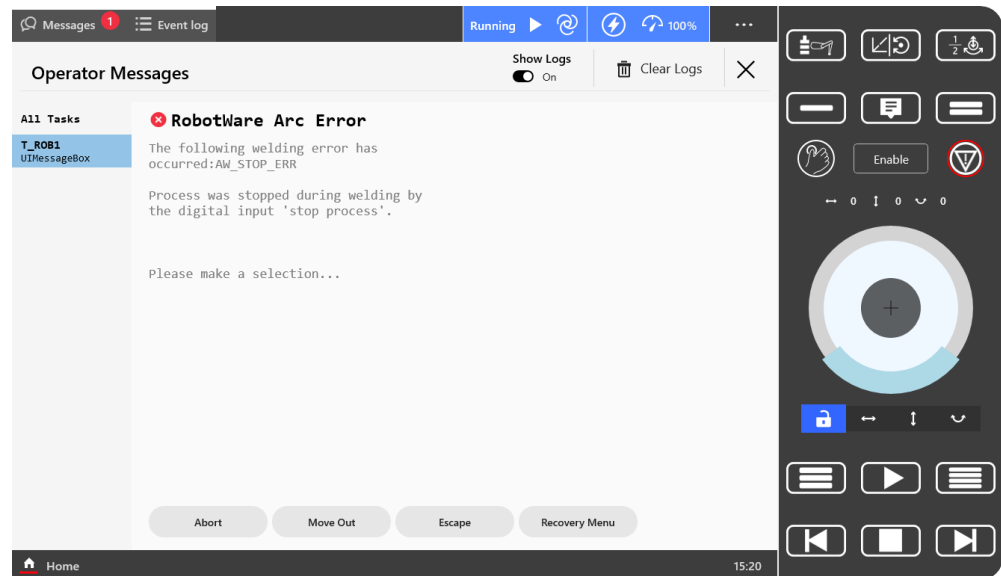 Messages 1 Event log Running 100% ...
Operator Messages Show Logs On Clear Logs
All Tasks
T_ROB1
UIMessageBox
RobotWare Arc Error
The following welding error has
occurred:AW_STOP_ERR
Process was stopped during welding by
the digital input 'stop process'.
Please make a selection...
Abort Move Out Escape Recovery Menu
Home 15:20
1
2
Enable
0 0 0